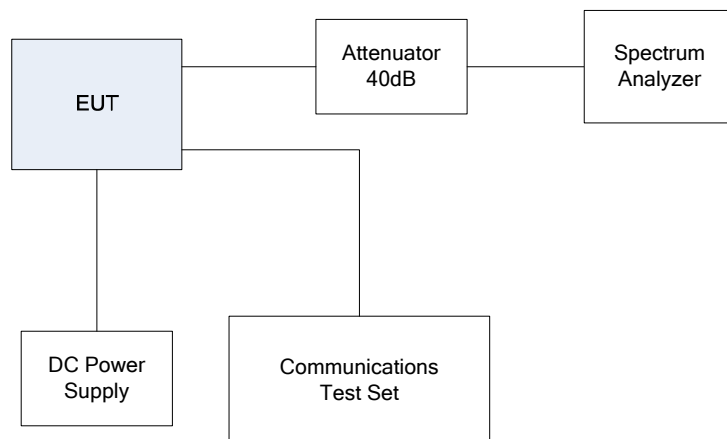 EUT
Attenuator
40dB
Spectrum
Analyzer
DC Power
Supply
Communications
Test Set